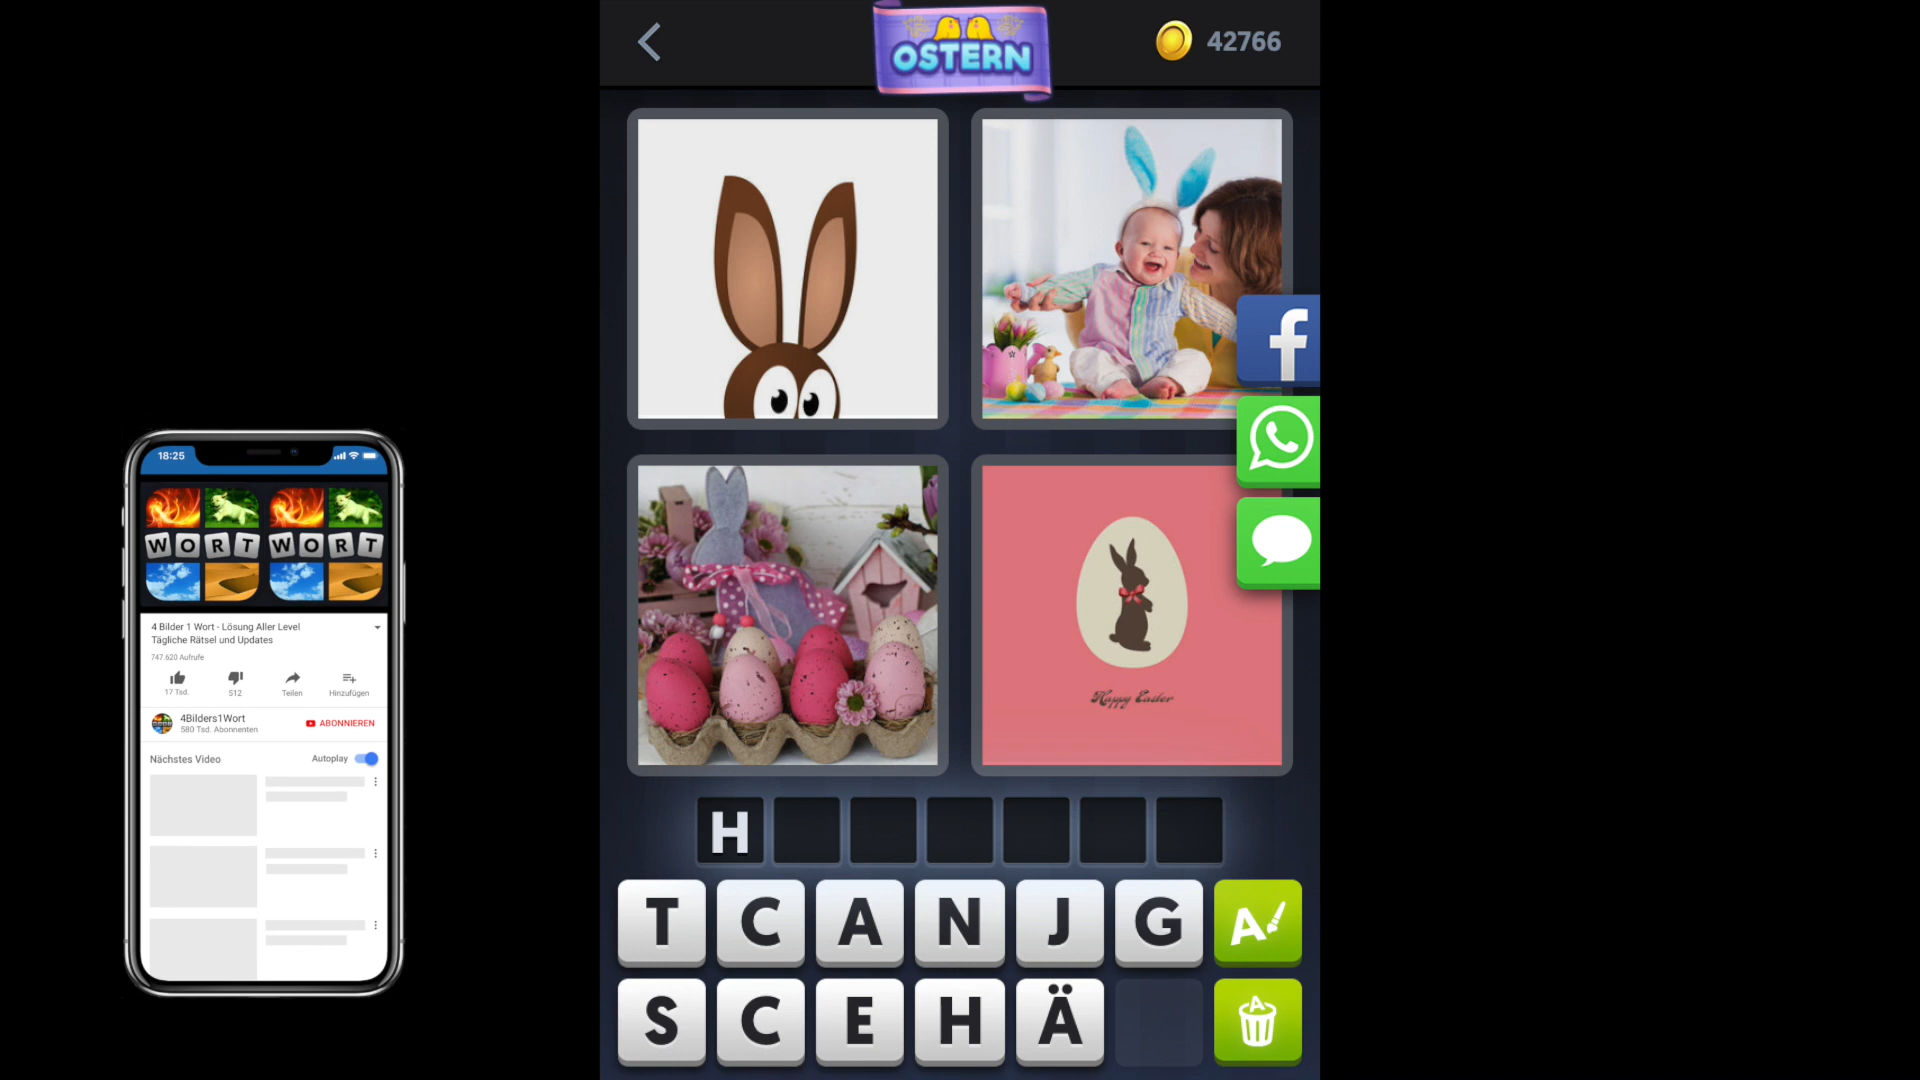 OSTERN
42766
Happy Easter
H
T C A N J G A
S C E H Ä A
18:25
WORT WORT
4 Bilder 1 Wort - Lösung Aller Level
Tägliche Rätsel und Updates
747.620 Aufrufe
17 Tsd. 512 Teilen Hinzufügen
4Bilders1Wort
580 Tsd. Abonnenten
ABONNIEREN
Nächstes Video Autoplay